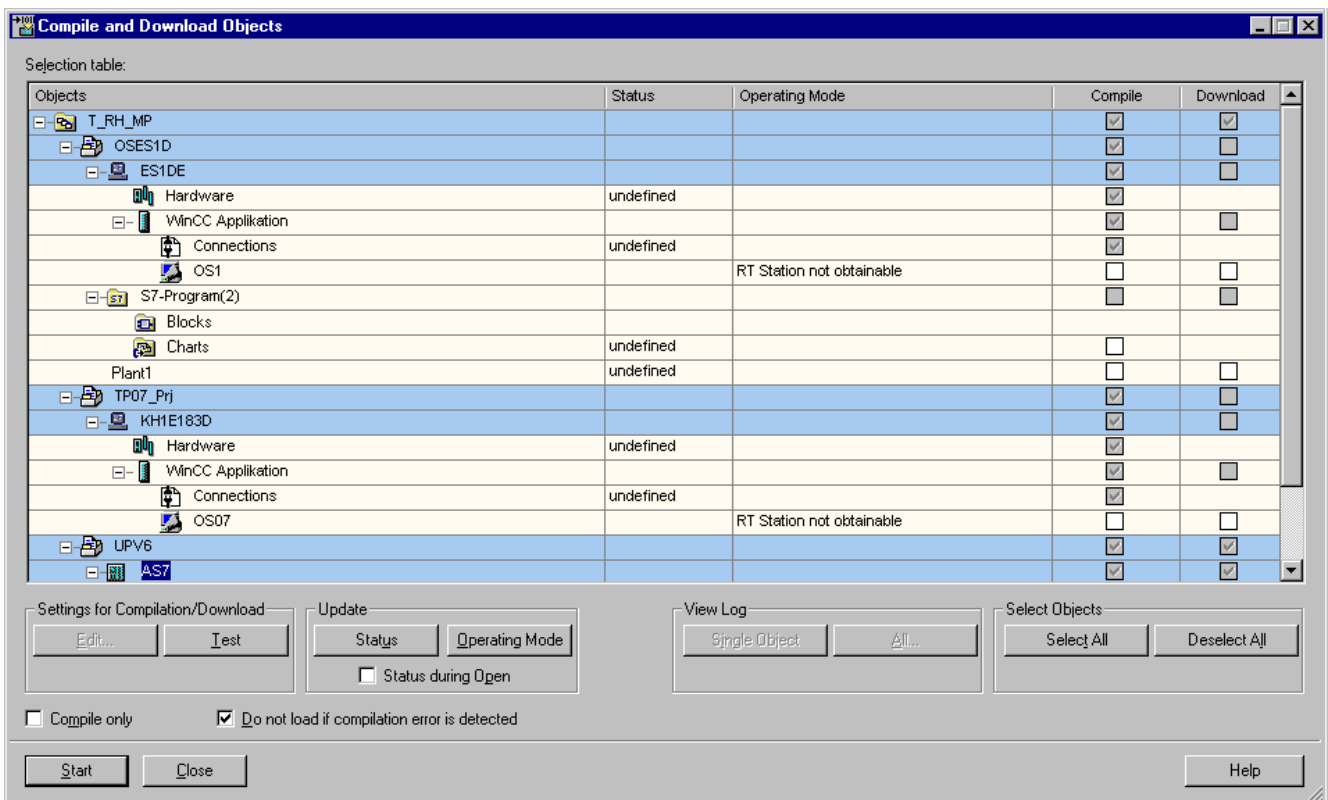 Compile and Download Objects
Selection table:
Objects Status Operating Mode Compile Download
T_RH_MP
OSES1D
ES1DE
Hardware undefined
WinCC Applikation
Connections undefined
OS1 RT Station not obtainable
S7-Program(2)
Blocks
Charts undefined
Plant1 undefined
TP07_Prj
KH1E183D
Hardware undefined
WinCC Applikation
Connections undefined
OS07 RT Station not obtainable
UPV6
AS7
Settings for Compilation/Download Update View Log Select Objects
Edit... Test Status Operating Mode Single Object All... Select All Deselect All
Status during Open
Compile only Do not load if compilation error is detected
Start Close Help